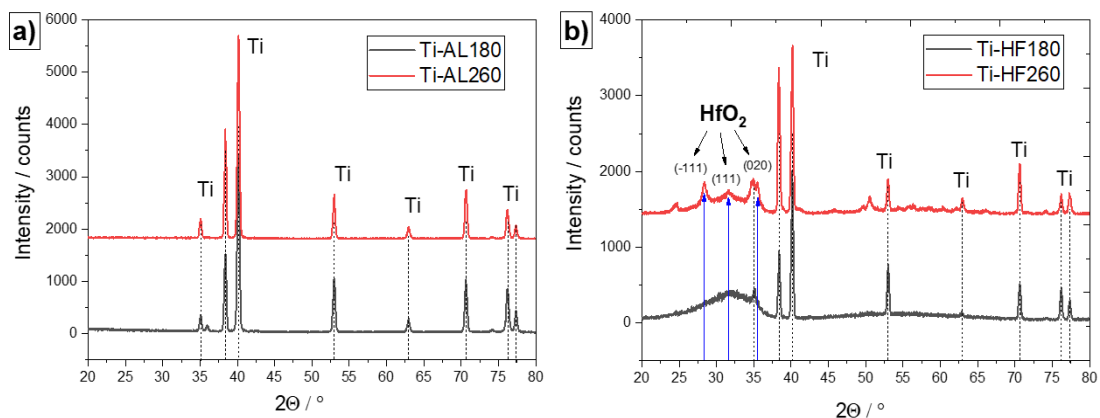 a)
Ti-AL180
Ti-AL260
Ti
Ti
Ti
Ti
Ti
Ti
Intensity / counts
6000
5000
4000
3000
2000
1000
0
20 25 30 35 40 45 50 55 60 65 70 75 80
2Θ / °
b)
Ti-HF180
Ti-HF260
Ti
HfO2
(-111)
(111)
(020)
Ti
Ti
Ti
Ti
Intensity / counts
4000
3000
2000
1000
0
20 25 30 35 40 45 50 55 60 65 70 75 80
2Θ / °